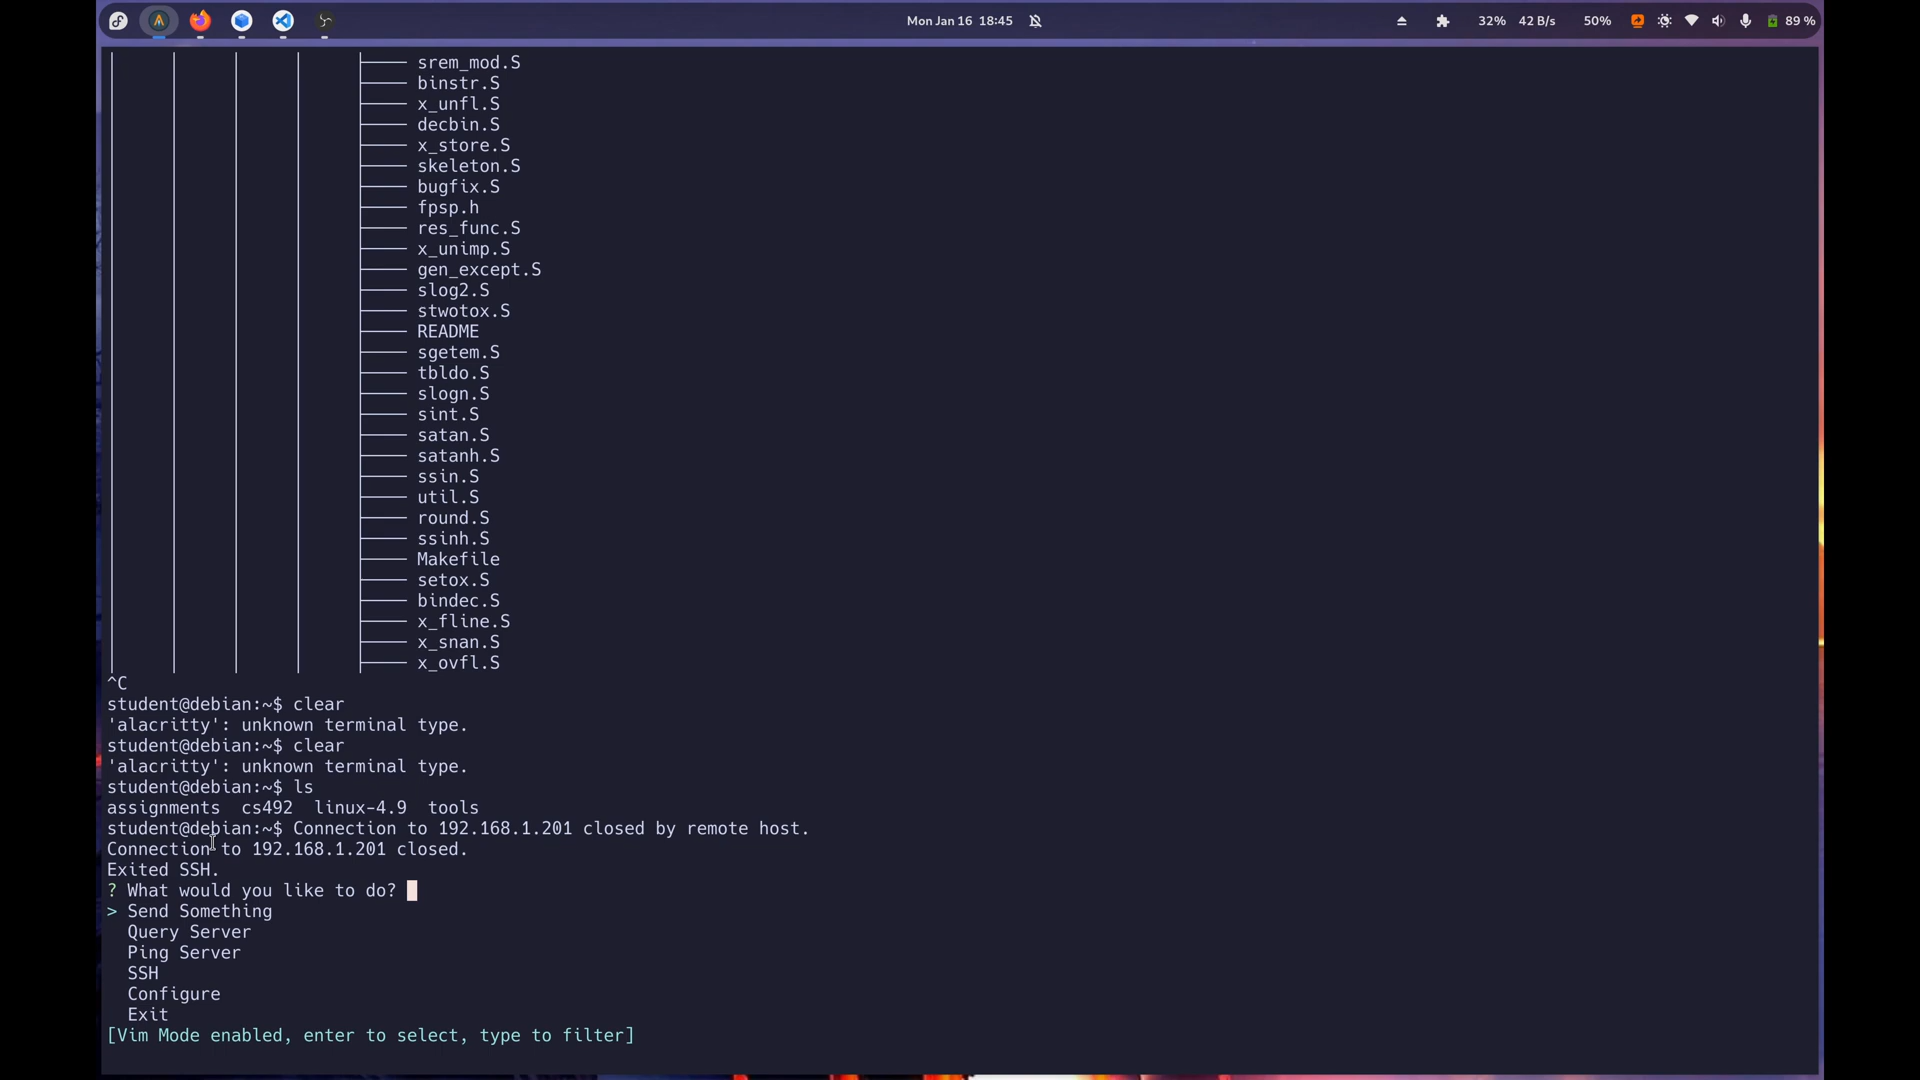 Mon Jan 16 18:45
32% 42 B/s 50% 89 %
srem_mod.S
binstr.S
x_unfl.S
decbin.S
x_store.S
skeleton.S
bugfix.S
fpsp.h
res_func.S
x_unimp.S
gen_except.S
slog2.S
stwotox.S
README
sgetem.S
tbldo.S
slogn.S
sint.S
satan.S
satanh.S
ssin.S
util.S
round.S
ssinh.S
Makefile
setox.S
bindec.S
x_fline.S
x_snan.S
x_ovfl.S
^C
student@debian:~$ clear
'alacritty': unknown terminal type.
student@debian:~$ clear
'alacritty': unknown terminal type.
student@debian:~$ ls
assignments cs492 linux-4.9 tools
student@debian:~$ Connection to 192.168.1.201 closed by remote host.
Connection to 192.168.1.201 closed.
Exited SSH.
? What would you like to do?
> Send Something
Query Server
Ping Server
SSH
Configure
Exit
[Vim Mode enabled, enter to select, type to filter]